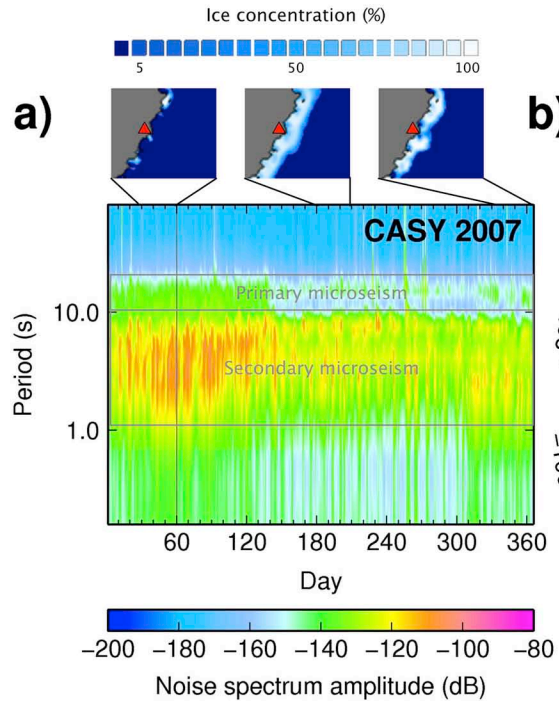 Ice concentration (%)
5 50 100
a) b)
CASY 2007
Primary microseism
Secondary microseism
Period (s)
10.0
1.0
60 120 180 240 300 366
Day
−200 −180 −160 −140 −120 −100 −80
Noise spectrum amplitude (dB)